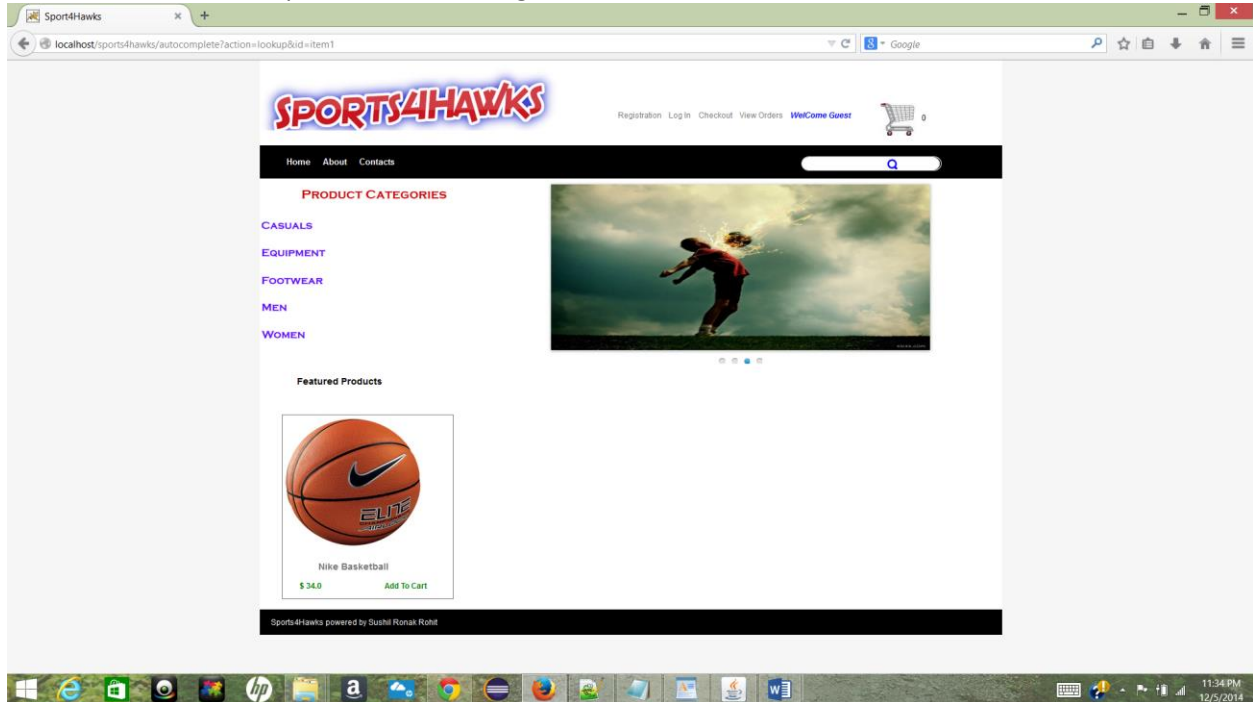 Sport4Hawks
localhost/sports4hawks/autocomplete?action=lookup&id=item1
Google
SPORTS4HAWKS
Registration Log In Checkout View Orders WelCome Guest 0
Home About Contacts
PRODUCT CATEGORIES
CASUALS
EQUIPMENT
FOOTWEAR
MEN
WOMEN
Featured Products
ELITE
Nike Basketball
$ 34.0 Add To Cart
Sports4Hawks powered by Sushil Ronak Rohit
11:34 PM
12/5/2014